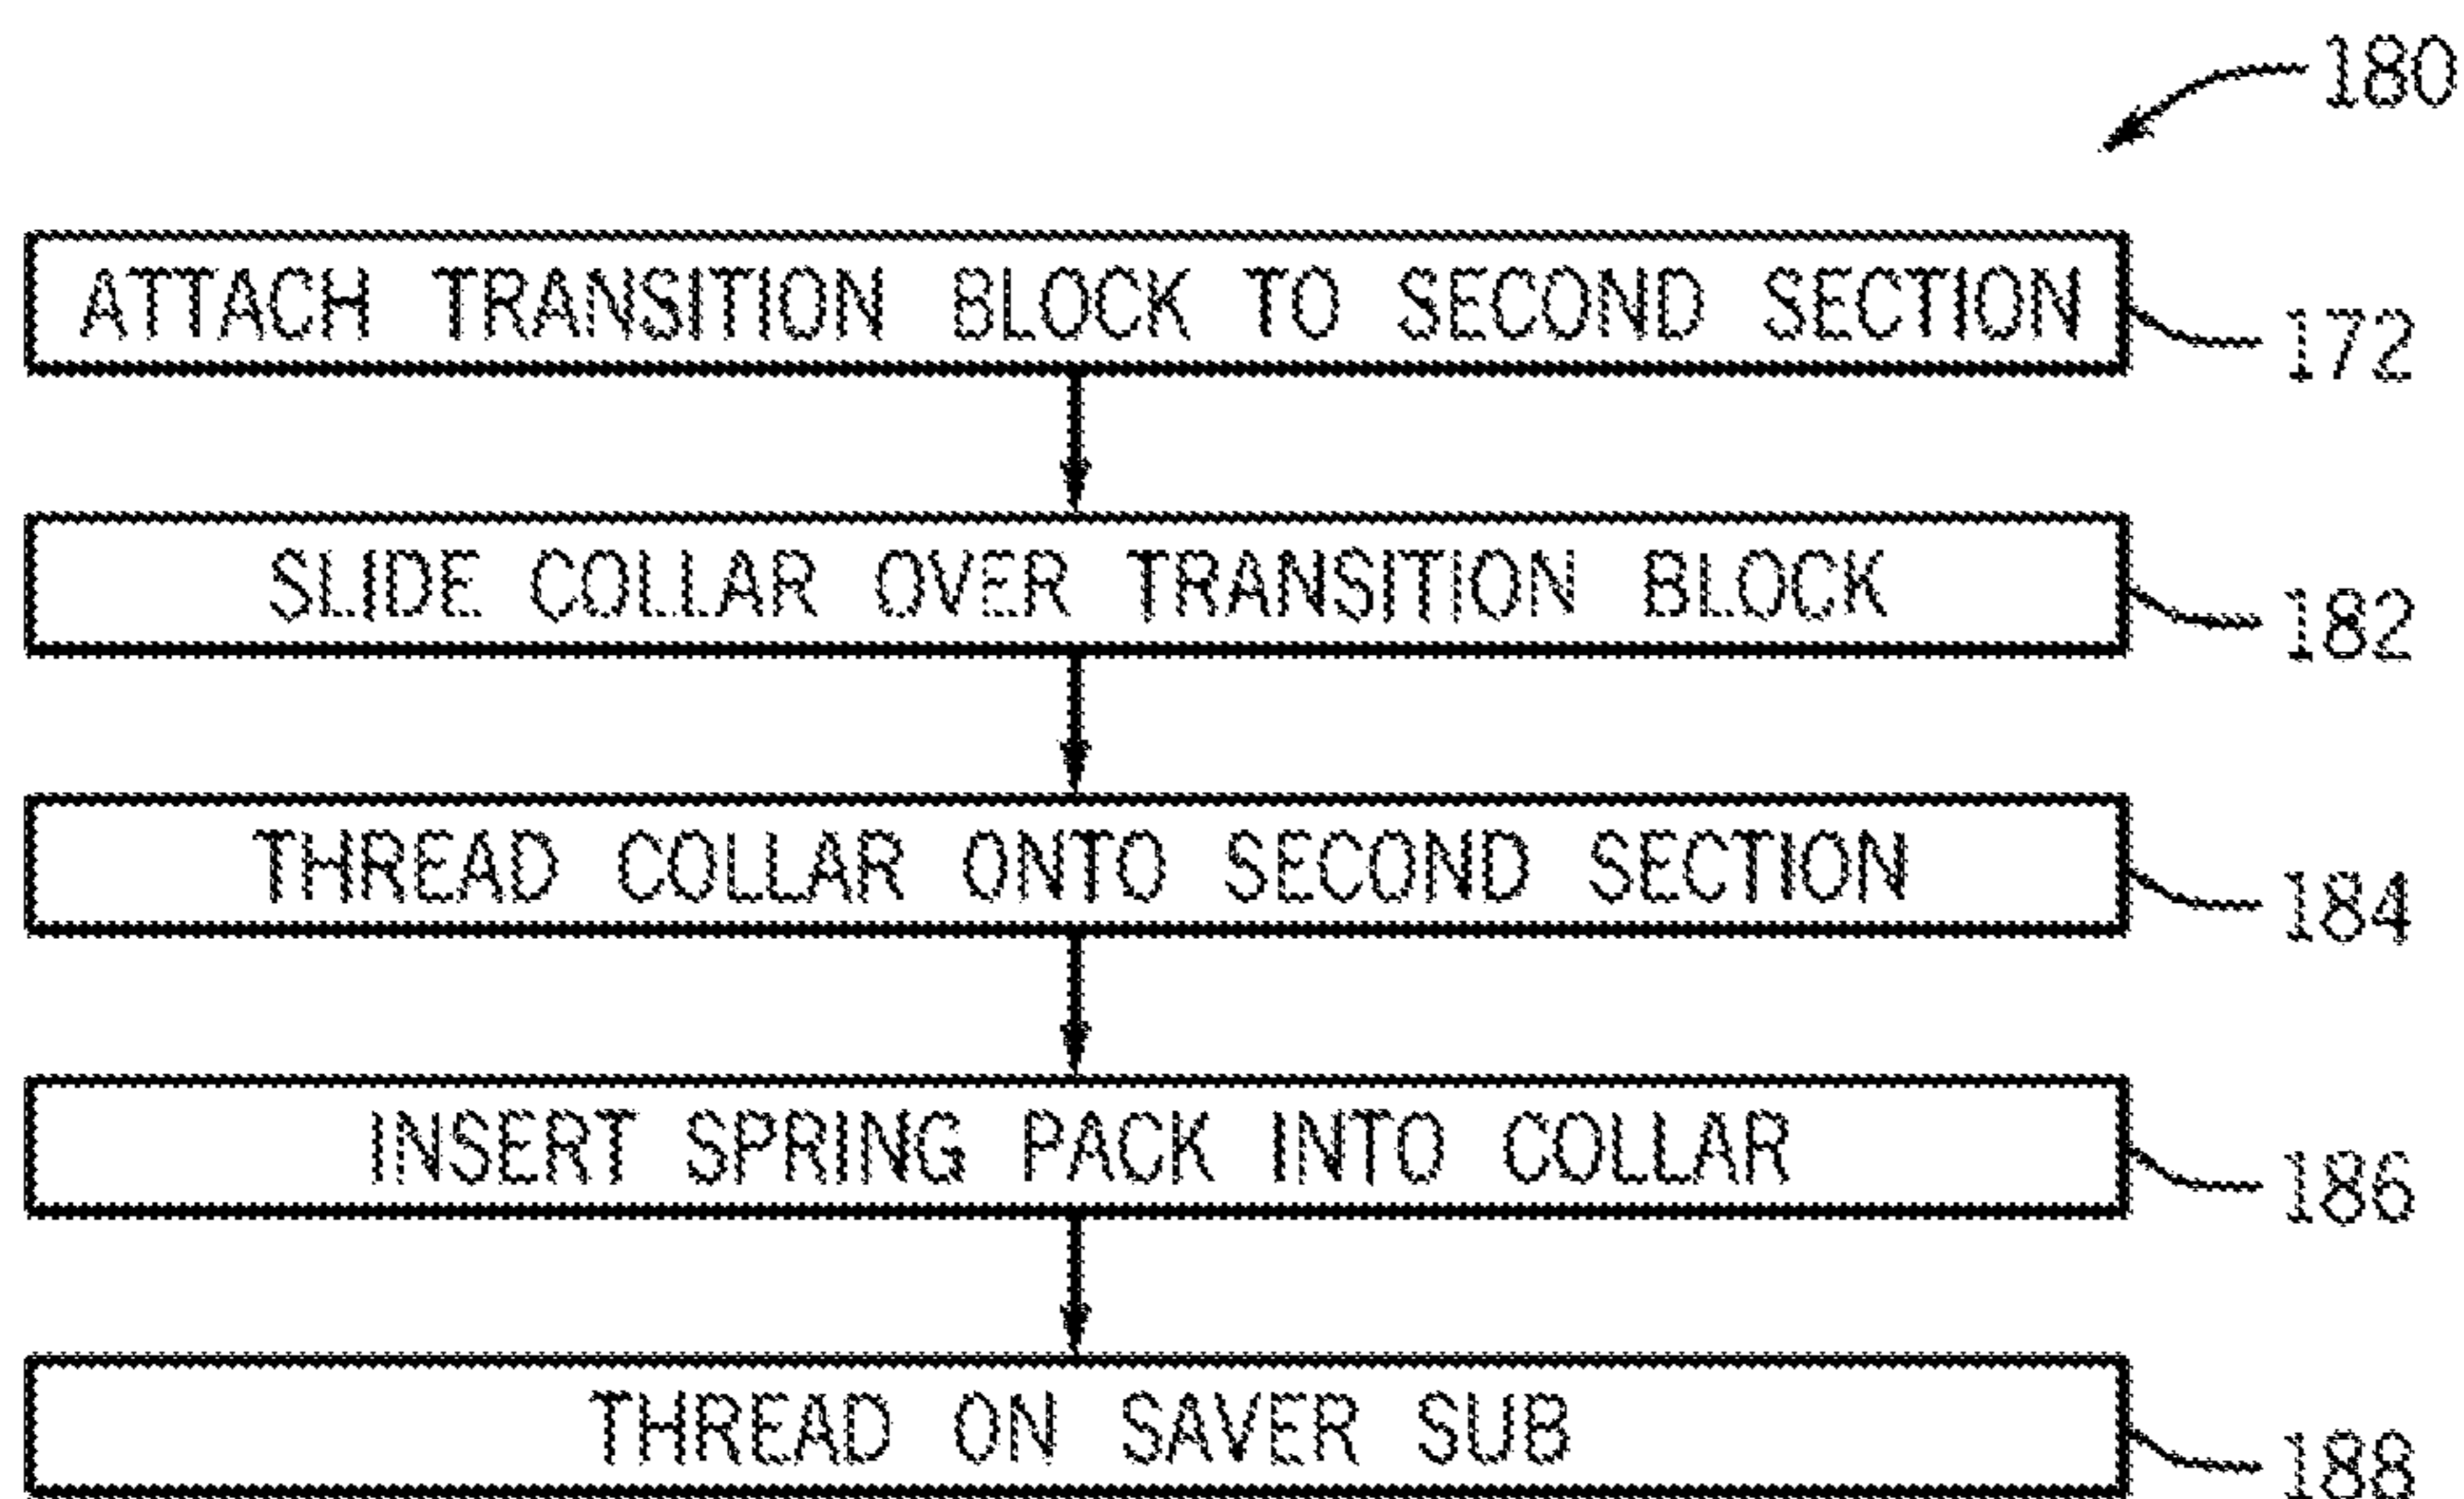 180
ATTACH TRANSITION BLOCK TO SECOND SECTION
172
SLIDE COLLAR OVER TRANSITION BLOCK
182
THREAD COLLAR ONTO SECOND SECTION
184
INSERT SPRING PACK INTO COLLAR
186
THREAD ON SAVER SUB
188